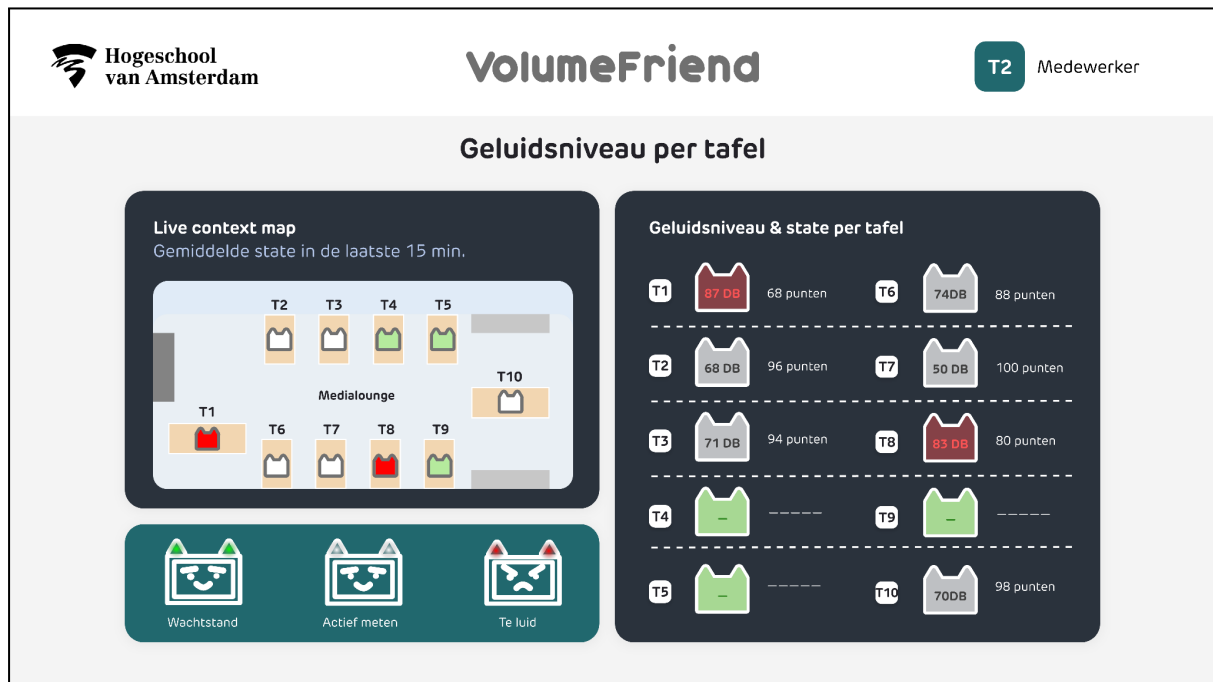 Hogeschool
van Amsterdam
VolumeFriend
T2 Medewerker
Geluidsniveau per tafel
Live context map
Gemiddelde state in de laatste 15 min.
T2 T3 T4 T5
T10
Medialounge
T1
T6 T7 T8 T9
Wachtstand Actief meten Te luid
Geluidsniveau & state per tafel
T1 87 DB 68 punten T6 74DB 88 punten
T2 68 DB 96 punten T7 50 DB 100 punten
T3 71 DB 94 punten T8 83 DB 80 punten
T4 – ––––– T9 – –––––
T5 – ––––– T10 70DB 98 punten